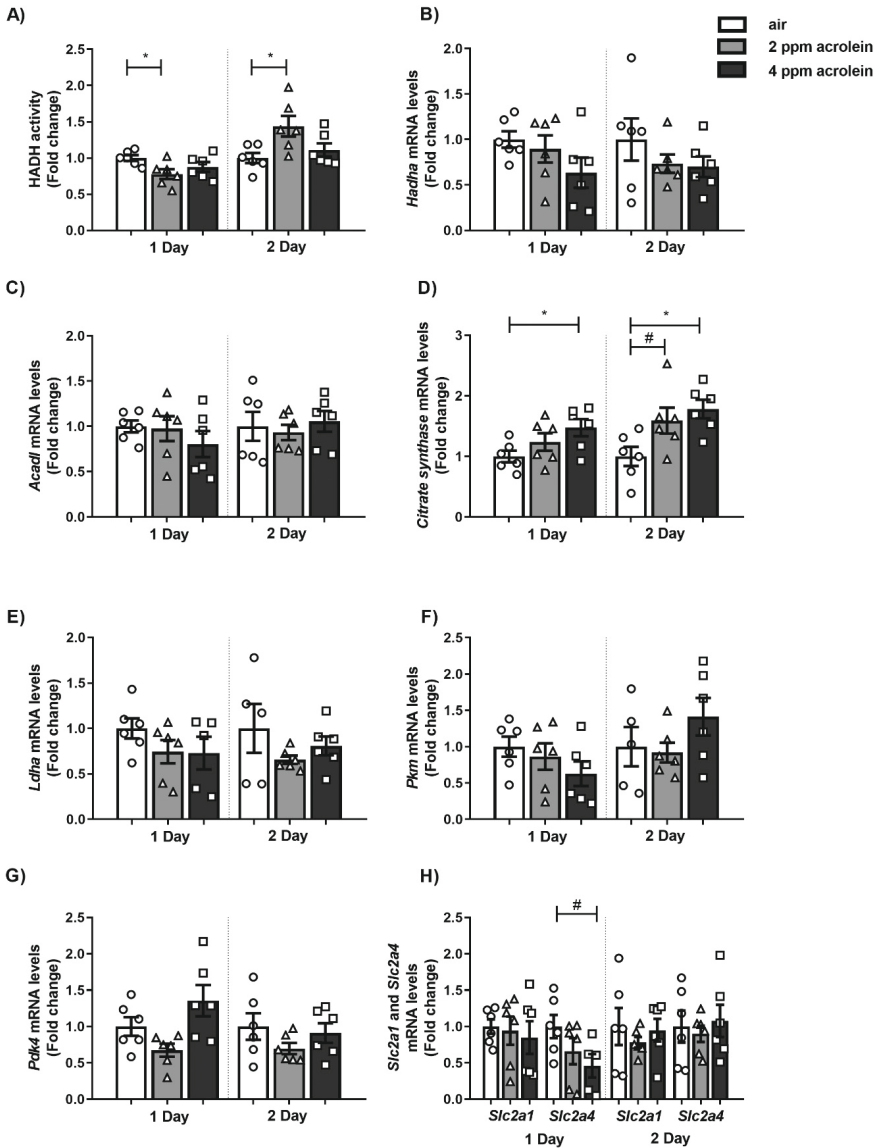 A)
HADH activity
(Fold change)
2.5
2.0
1.5
1.0
0.5
0.0
*
*
1 Day
2 Day
B)
Hadha mRNA levels
(Fold change)
2.0
1.5
1.0
0.5
0.0
1 Day
2 Day
air
2 ppm acrolein
4 ppm acrolein
C)
Acadl mRNA levels
(Fold change)
2.0
1.5
1.0
0.5
0.0
1 Day
2 Day
D)
Citrate synthase mRNA levels
(Fold change)
3
2
1
0
*
*
#
1 Day
2 Day
E)
Ldha mRNA levels
(Fold change)
2.0
1.5
1.0
0.5
0.0
1 Day
2 Day
F)
Pkm mRNA levels
(Fold change)
2.5
2.0
1.5
1.0
0.5
0.0
1 Day
2 Day
G)
Pdk4 mRNA levels
(Fold change)
2.5
2.0
1.5
1.0
0.5
0.0
1 Day
2 Day
H)
Slc2a1 and Slc2a4
mRNA levels
(Fold change)
2.5
2.0
1.5
1.0
0.5
0.0
#
Slc2a1 Slc2a4 Slc2a1 Slc2a4
1 Day
2 Day